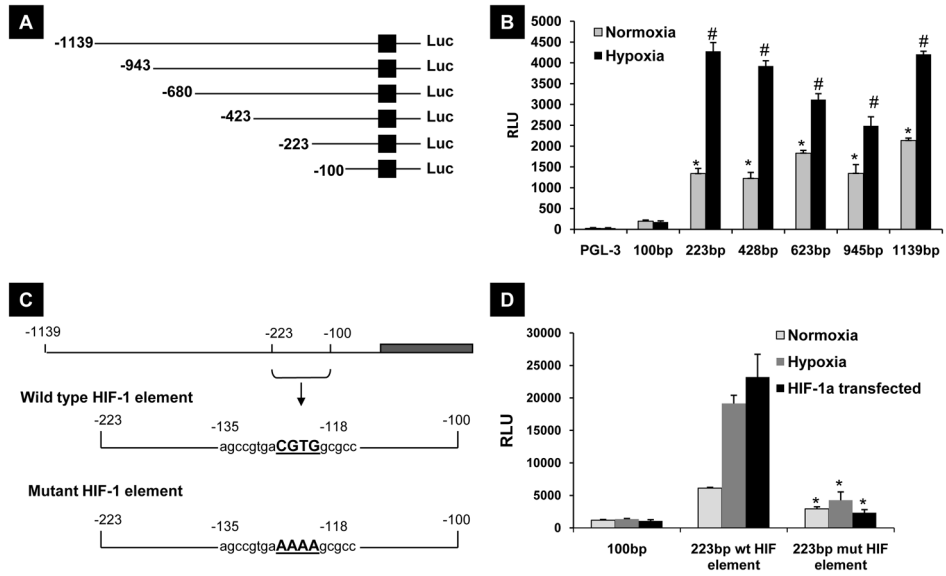 A
-1139 Luc
-943 Luc
-680 Luc
-423 Luc
-223 Luc
-100 Luc
B
Normoxia
Hypoxia
RLU
5000
4500
4000
3500
3000
2500
2000
1500
1000
500
0
* # * # * # * # * #
PGL-3 100bp 223bp 428bp 623bp 945bp 1139bp
C
-1139 -223 -100
Wild type HIF-1 element
-223 -135 -118 -100
agccgtgaCGTGgcgcc
Mutant HIF-1 element
-223 -135 -118 -100
agccgtgaAAAAgcgcc
D
Normoxia
Hypoxia
HIF-1a transfected
RLU
30000
25000
20000
15000
10000
5000
0
* * *
100bp 223bp wt HIF element 223bp mut HIF element